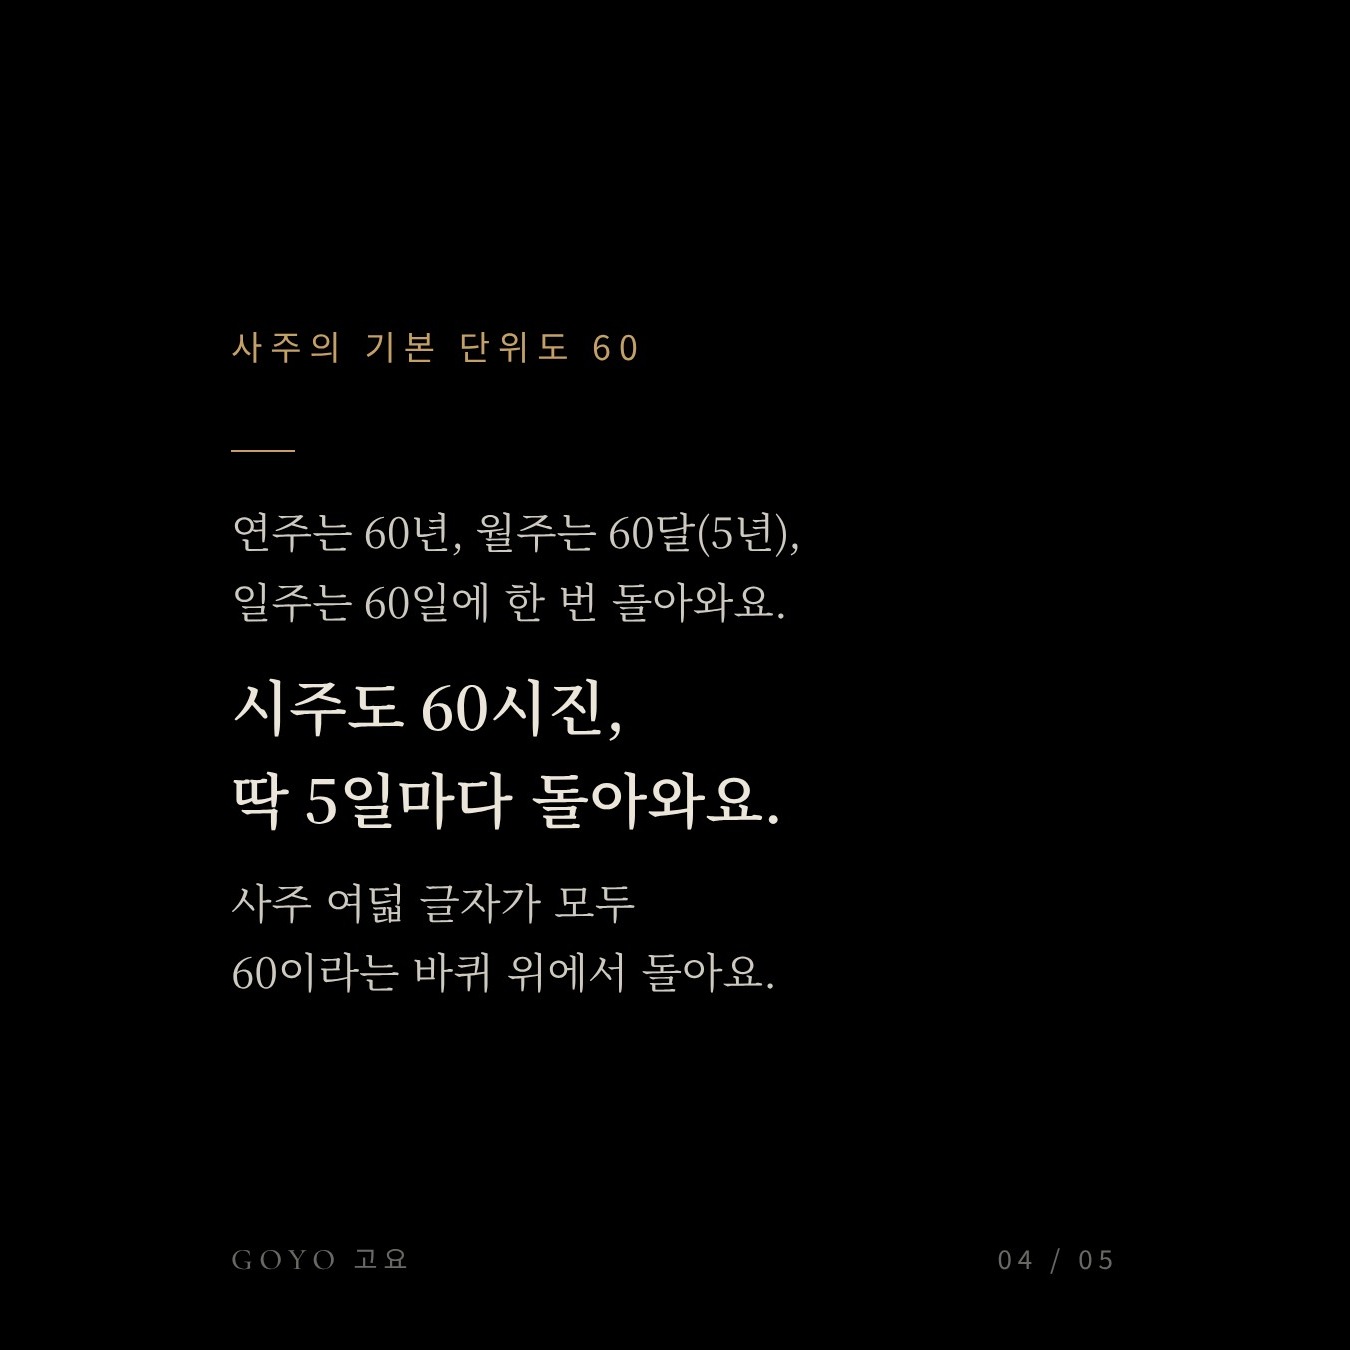 사주의 기본 단위도 60
연주는 60년, 월주는 60달(5년),
일주는 60일에 한 번 돌아와요.
시주도 60시진,
딱 5일마다 돌아와요.
사주 여덟 글자가 모두
60이라는 바퀴 위에서 돌아요.
GOYO 고요
04 / 05